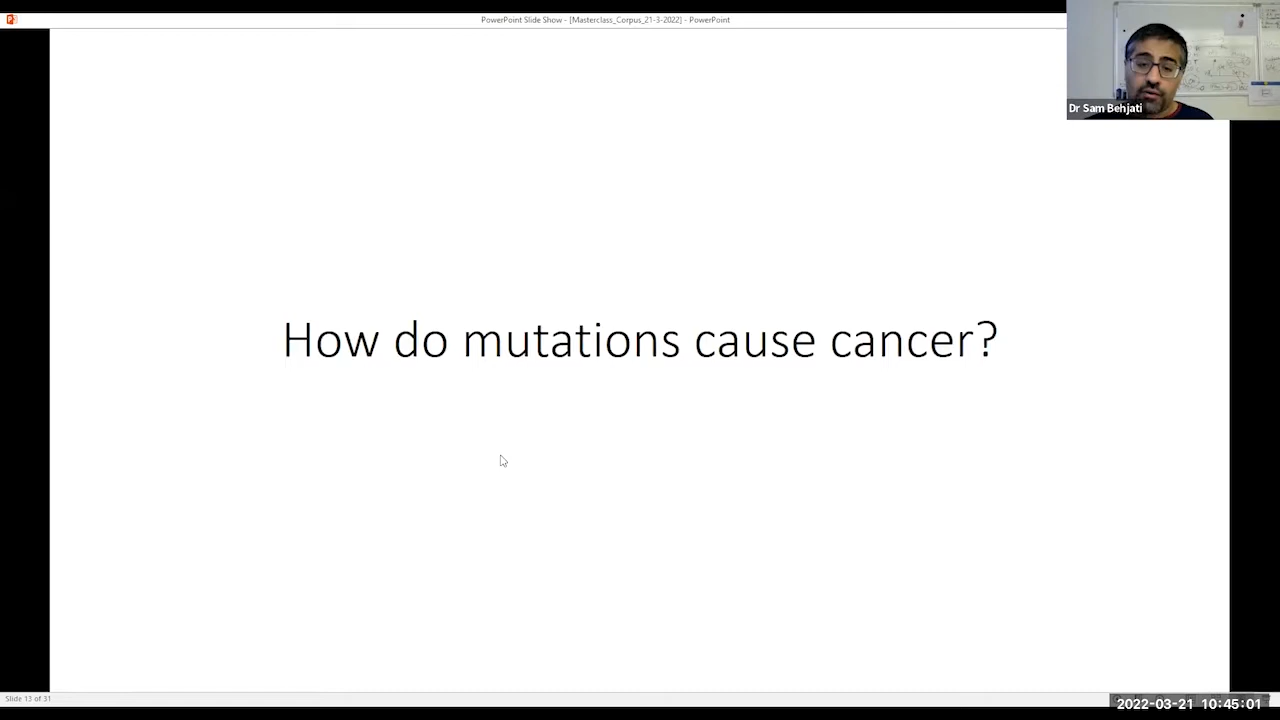 PowerPoint Slide Show - [Masterclass_Corpus_21-3-2022] - PowerPoint
Dr Sam Behjati
How do mutations cause cancer?
Slide 13 of 31
2022-03-21 10:45:01